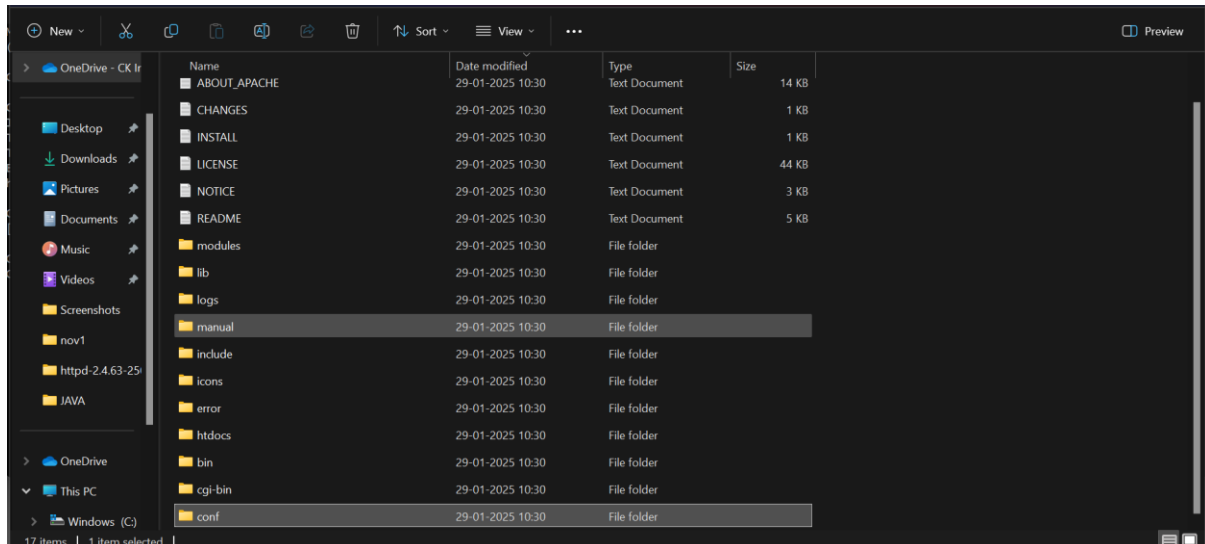 New Sort View ... Preview
OneDrive - CK Ir
Name Date modified Type Size
ABOUT_APACHE 29-01-2025 10:30 Text Document 14 KB
CHANGES 29-01-2025 10:30 Text Document 1 KB
Desktop
INSTALL 29-01-2025 10:30 Text Document 1 KB
Downloads
LICENSE 29-01-2025 10:30 Text Document 44 KB
Pictures
NOTICE 29-01-2025 10:30 Text Document 3 KB
Documents
README 29-01-2025 10:30 Text Document 5 KB
Music
modules 29-01-2025 10:30 File folder
Videos
lib 29-01-2025 10:30 File folder
Screenshots
logs 29-01-2025 10:30 File folder
manual 29-01-2025 10:30 File folder
nov1
include 29-01-2025 10:30 File folder
httpd-2.4.63-250
icons 29-01-2025 10:30 File folder
JAVA
error 29-01-2025 10:30 File folder
htdocs 29-01-2025 10:30 File folder
OneDrive
bin 29-01-2025 10:30 File folder
This PC
cgi-bin 29-01-2025 10:30 File folder
Windows (C:)
conf 29-01-2025 10:30 File folder
17 items 1 item selected